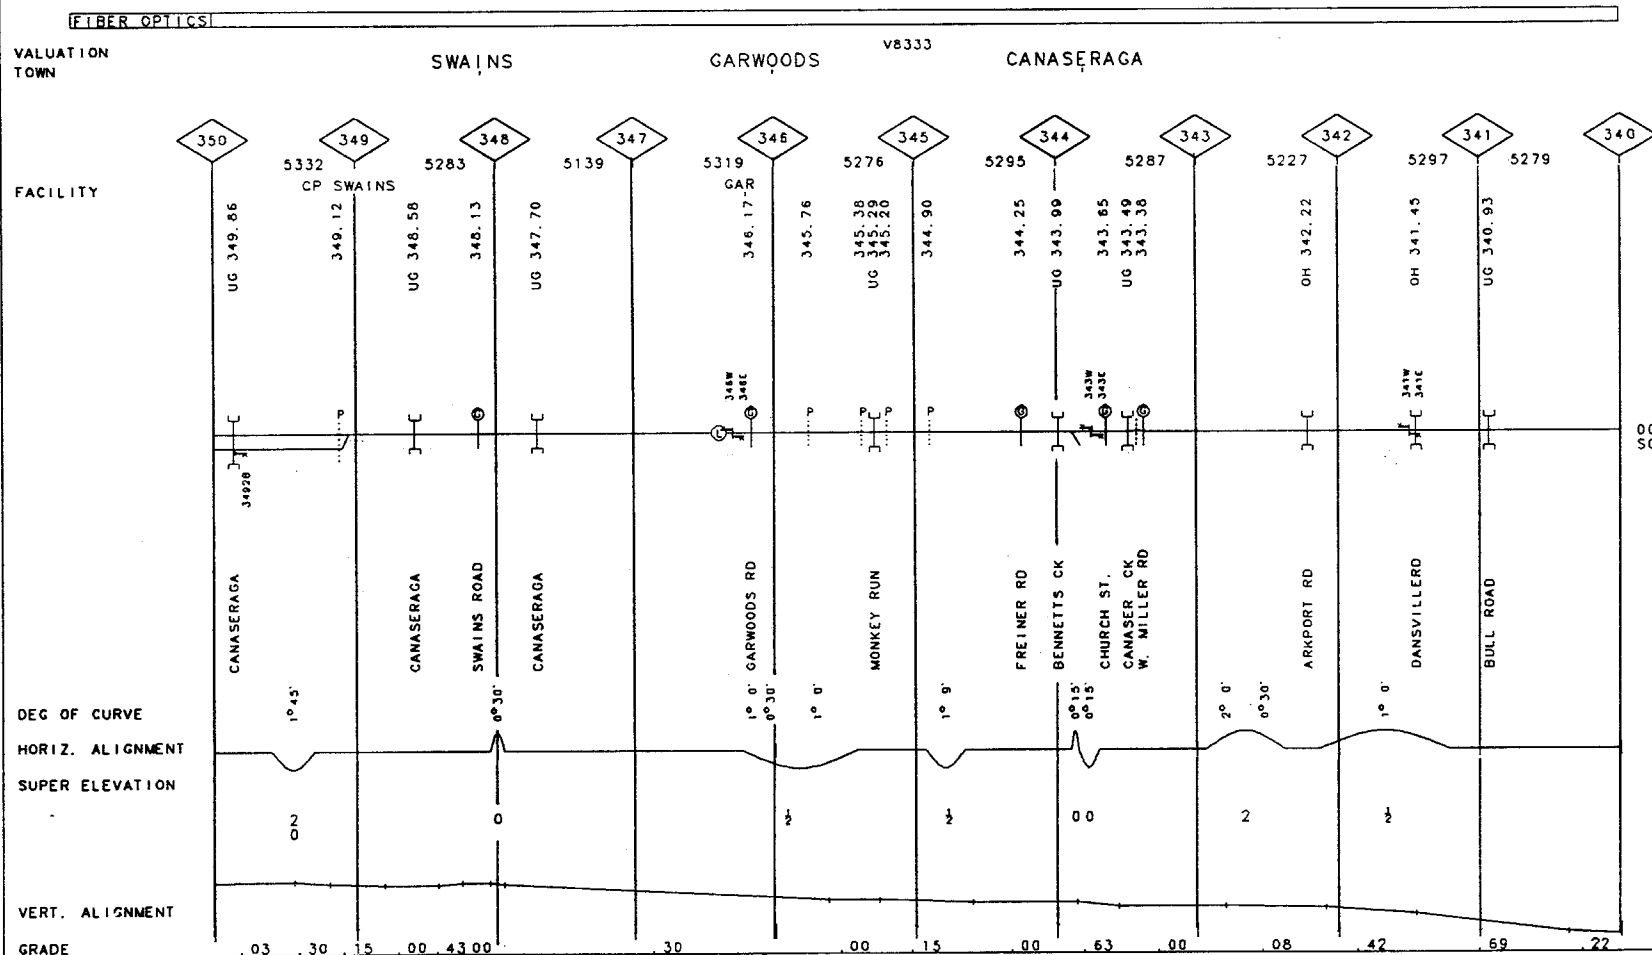 FIBER OPTICS
V8333
VALUATION
TOWN
SWAINS GARWOODS CANASERAGA
350 349 348 347 346 345 344 343 342 341 340
5332 5283 5139 5319 5276 5295 5287 5227 5297 5279
CP SWAINS GAR
FACILITY
UG 349.86
349.12
UG 348.58
348.13
UG 347.70
346.17
345.76
345.38
UG 345.29
345.20
344.90
344.25
UG 343.99
343.65
UG 343.49
343.38
OH 342.22
OH 341.45
UG 340.93
346W
346E
343W
343E
341W
341E
P P P P P
G G G G G
L
34928
CANASERAGA
CANASERAGA
SWAINS ROAD
CANASERAGA
GARWOODS RD
MONKEY RUN
FREINER RD
BENNETTS CK
CHURCH ST.
CANASER CK
W. MILLER RD
ARKPORT RD
DANSVILLERD
BULL ROAD
DEG OF CURVE
1° 45'
0° 30'
1° 0'
0° 30'
1° 0'
1° 9'
0° 15'
0° 15'
2° 0'
0° 30'
1° 0'
HORIZ. ALIGNMENT
SUPER ELEVATION
2 0 ½ ½ 0 0 2 ½
0
VERT. ALIGNMENT
GRADE .03 .30 .15 .00 .43 00 .30 .00 .15 .00 .63 .00 .08 .42 .69 .22